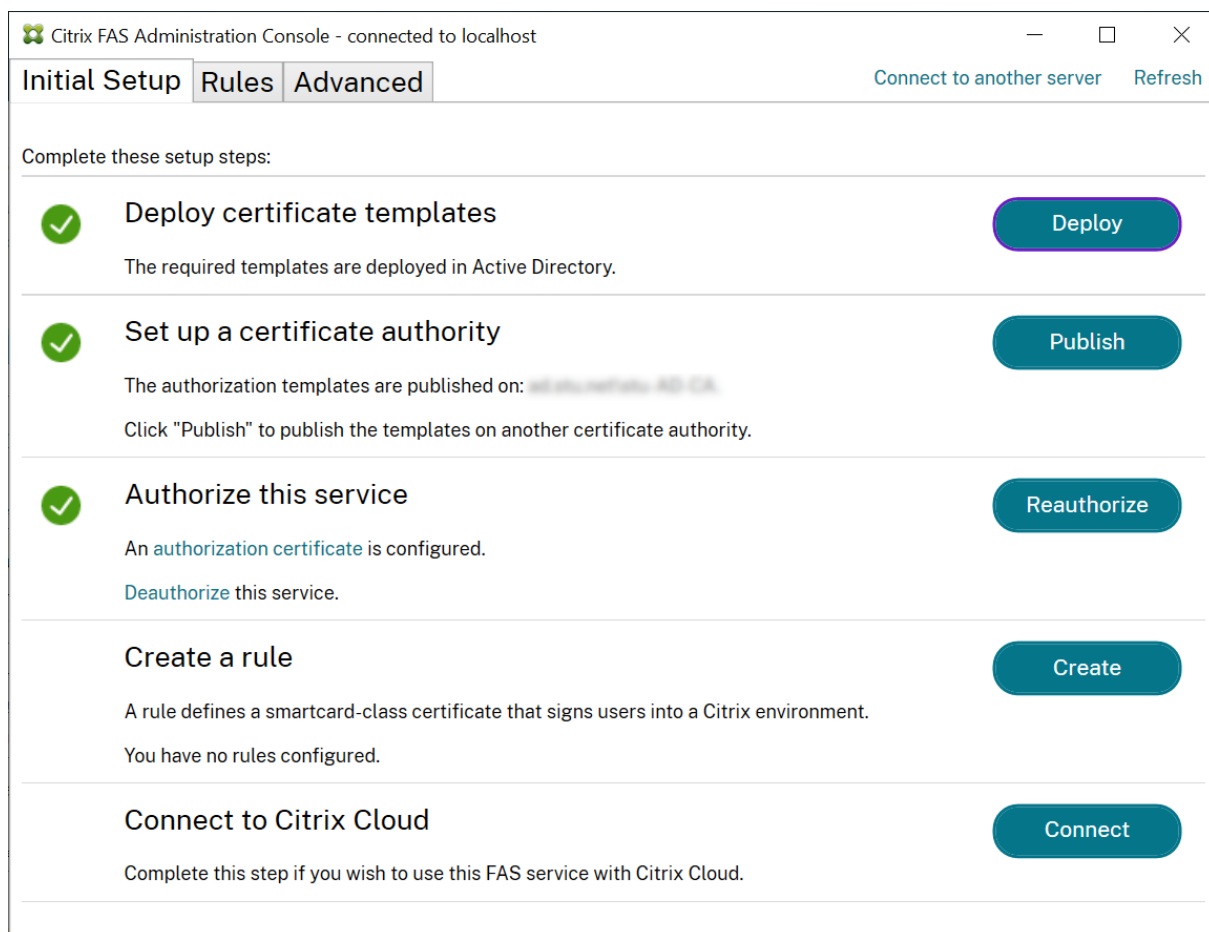 Citrix FAS Administration Console - connected to localhost
Initial Setup Rules Advanced Connect to another server Refresh
Complete these setup steps:
Deploy certificate templates
Deploy
The required templates are deployed in Active Directory.
Set up a certificate authority
Publish
The authorization templates are published on:
Click "Publish" to publish the templates on another certificate authority.
Authorize this service
Reauthorize
An authorization certificate is configured.
Deauthorize this service.
Create a rule
Create
A rule defines a smartcard-class certificate that signs users into a Citrix environment.
You have no rules configured.
Connect to Citrix Cloud
Connect
Complete this step if you wish to use this FAS service with Citrix Cloud.